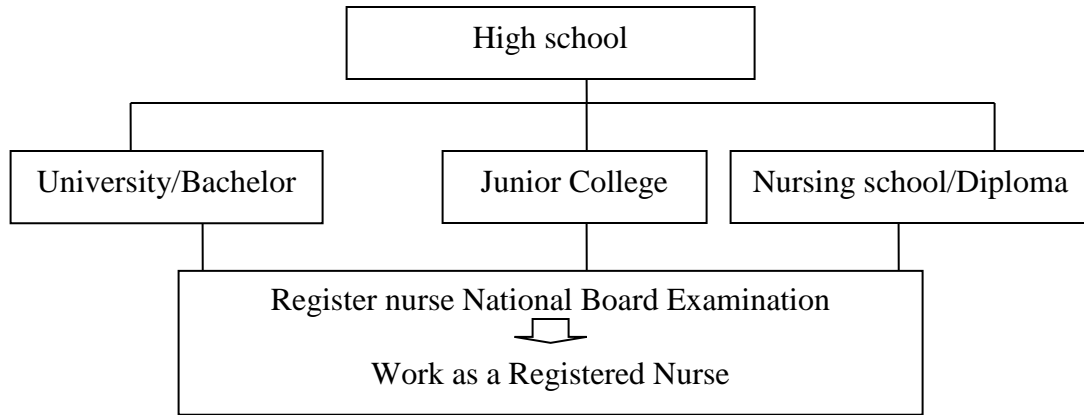 High school
University/Bachelor
Junior College
Nursing school/Diploma
Register nurse National Board Examination
Work as a Registered Nurse